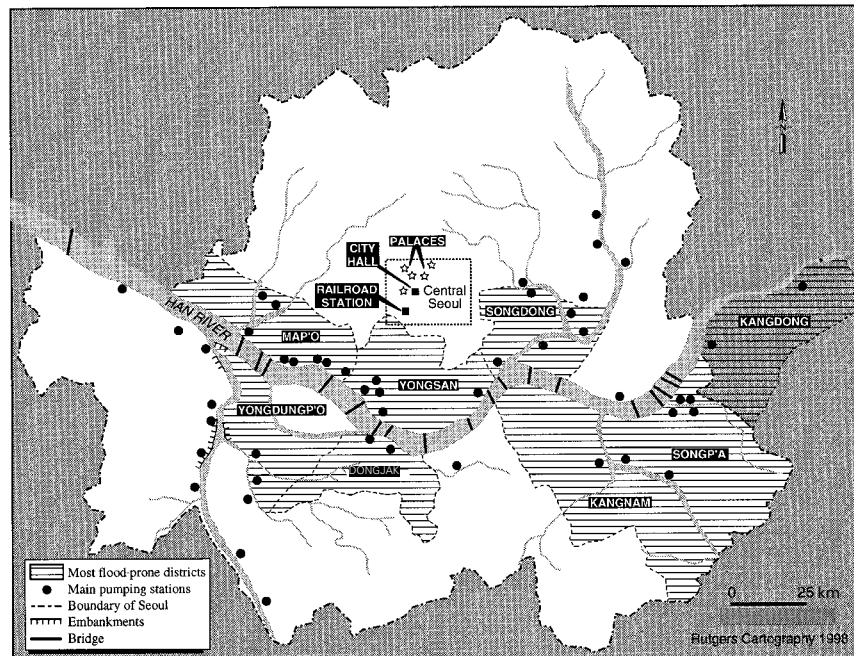 N
PALACES
CITY
HALL
Central
Seoul
RAILROAD
STATION
HAN RIVER
MAP'O
SONGDONG
KANGDONG
YONGSAN
YONGDUNGP'O
DONGJAK
SONGP'A
KANGNAM
Most flood-prone districts
Main pumping stations
Boundary of Seoul
Embankments
Bridge
0 25 km
Rutgers Cartography 1998